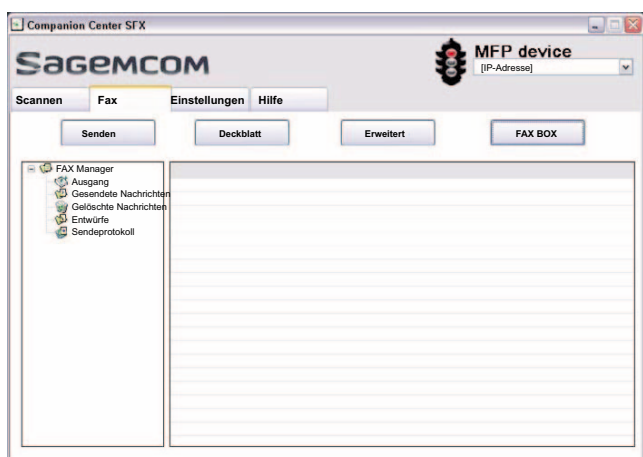 Companion Center SFX
SAGEMCOM
MFP device
[IP-Adresse]
Scannen Fax Einstellungen Hilfe
Senden Deckblatt Erweitert FAX BOX
FAX Manager
Ausgang
Gesendete Nachrichten
Gelöschte Nachrichten
Entwürfe
Sendeprotokoll